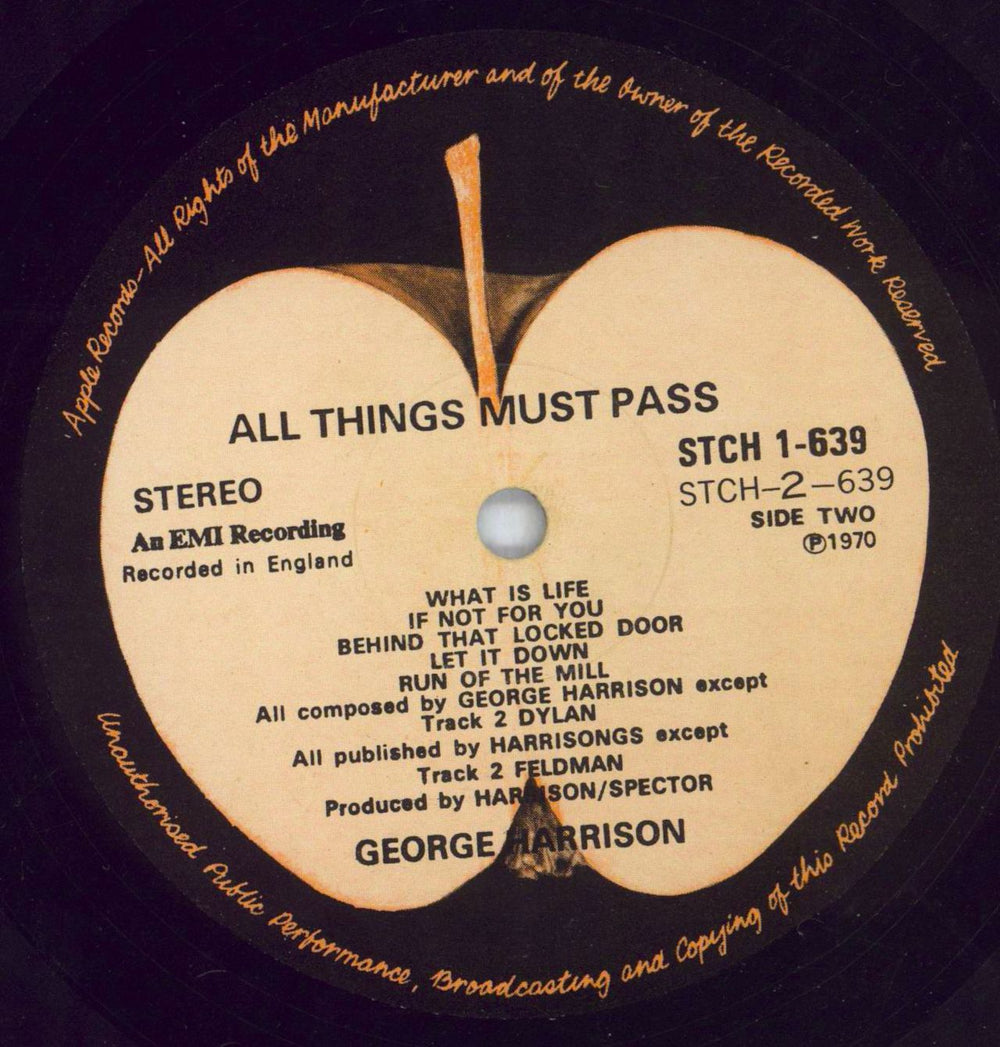 'Apple Records-All Rights of the Manufacturer and of the Owner of the Recorded Work Reserved
ALL THINGS MUST PASS
STEREO
An EMI Recording
Recorded in England
STCH 1-639
STCH-2-639
SIDE TWO
℗1970
WHAT IS LIFE
IF NOT FOR YOU
BEHIND THAT LOCKED DOOR
LET IT DOWN
RUN OF THE MILL
All composed by GEORGE HARRISON except
Track 2 DYLAN
All published by HARRISONGS except
Track 2 FELDMAN
Produced by HARRISON/SPECTOR
GEORGE HARRISON
Unauthorised Public Performance, Broadcasting and Copying of this Record Prohibited